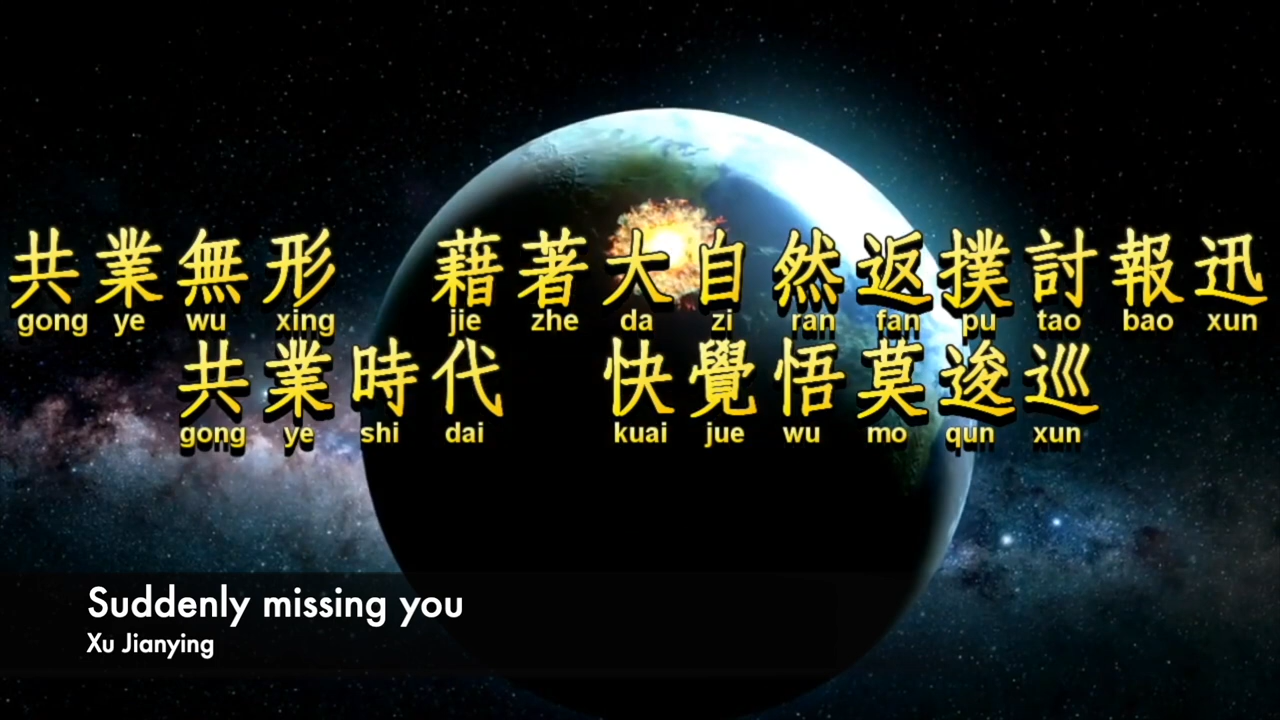 共業無形 藉著大自然返撲討報迅
gong ye wu xing jie zhe da zi ran fan pu tao bao xun
共業時代 快覺悟莫逡巡
gong ye shi dai kuai jue wu mo qun xun
Suddenly missing you
Xu Jianying